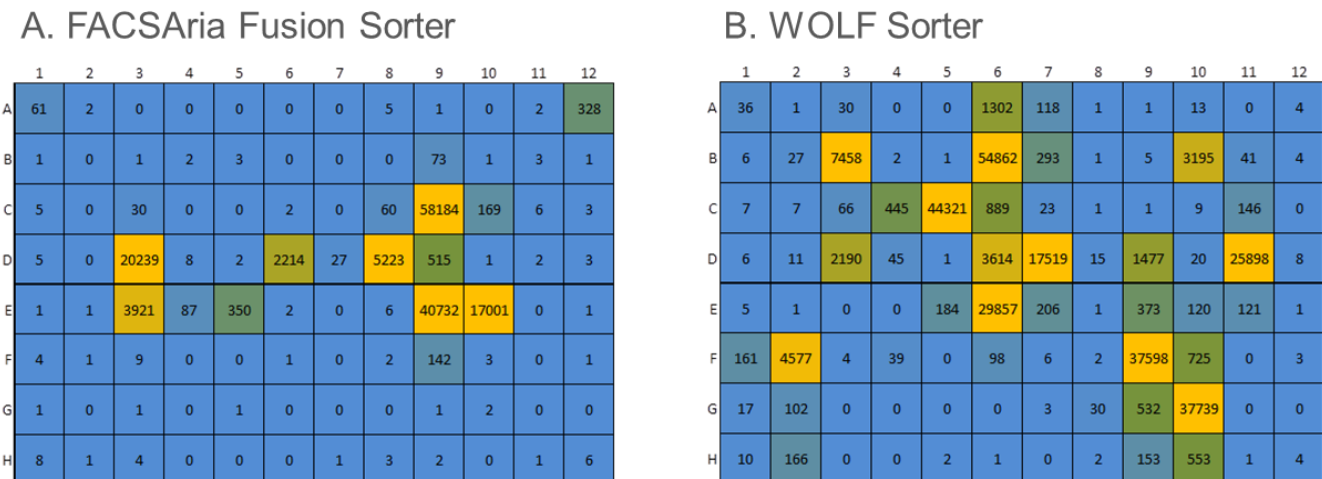 A. FACSAria Fusion Sorter
1 2 3 4 5 6 7 8 9 10 11 12
A 61 2 0 0 0 0 0 5 1 0 2 328
B 1 0 1 2 3 0 0 0 73 1 3 1
C 5 0 30 0 0 2 0 60 58184 169 6 3
D 5 0 20239 8 2 2214 27 5223 515 1 2 3
E 1 1 3921 87 350 2 0 6 40732 17001 0 1
F 4 1 9 0 0 1 0 2 142 3 0 1
G 1 0 1 0 1 0 0 0 1 2 0 0
H 8 1 4 0 0 0 1 3 2 0 1 6
B. WOLF Sorter
1 2 3 4 5 6 7 8 9 10 11 12
A 36 1 30 0 0 1302 118 1 1 13 0 4
B 6 27 7458 2 1 54862 293 1 5 3195 41 4
C 7 7 66 445 44321 889 23 1 1 9 146 0
D 6 11 2190 45 1 3614 17519 15 1477 20 25898 8
E 5 1 0 0 184 29857 206 1 373 120 121 1
F 161 4577 4 39 0 98 6 2 37598 725 0 3
G 17 102 0 0 0 0 3 30 532 37739 0 0
H 10 166 0 0 2 1 0 2 153 553 1 4